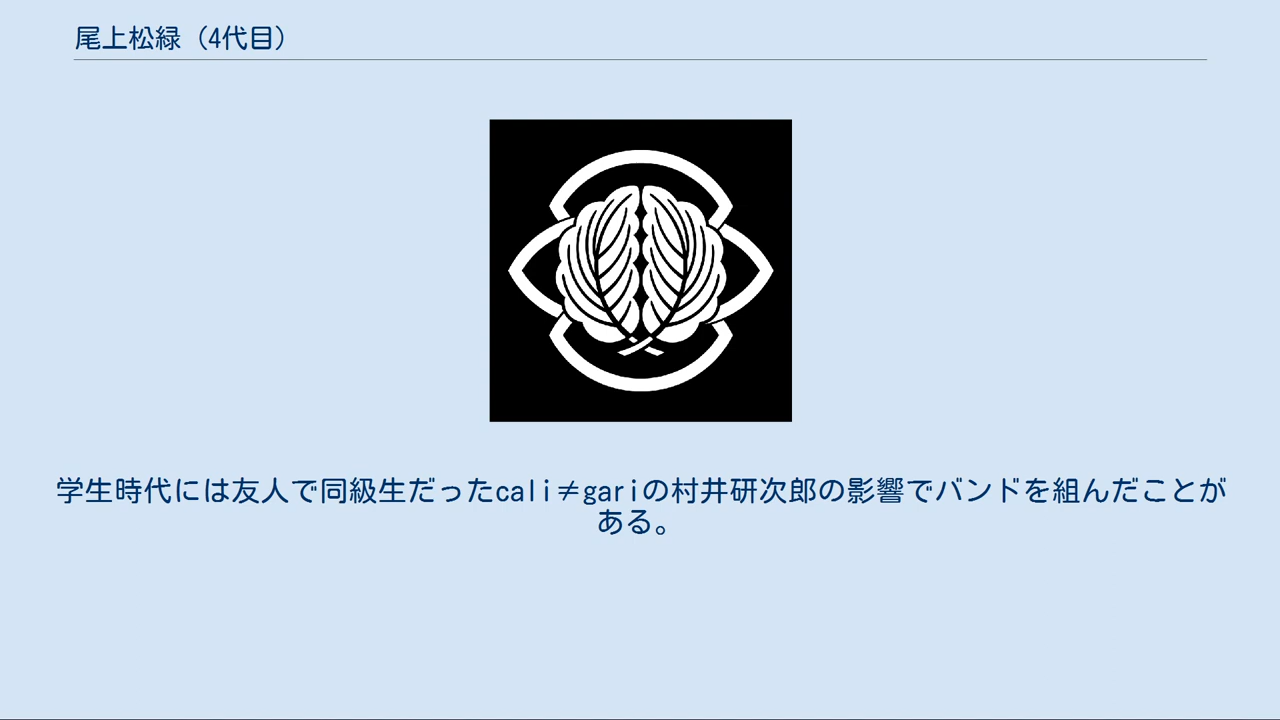 尾上松緑（4代目）
学生時代には友人で同級生だったcali≠gariの村井研次郎の影響でバンドを組んだことが
ある。